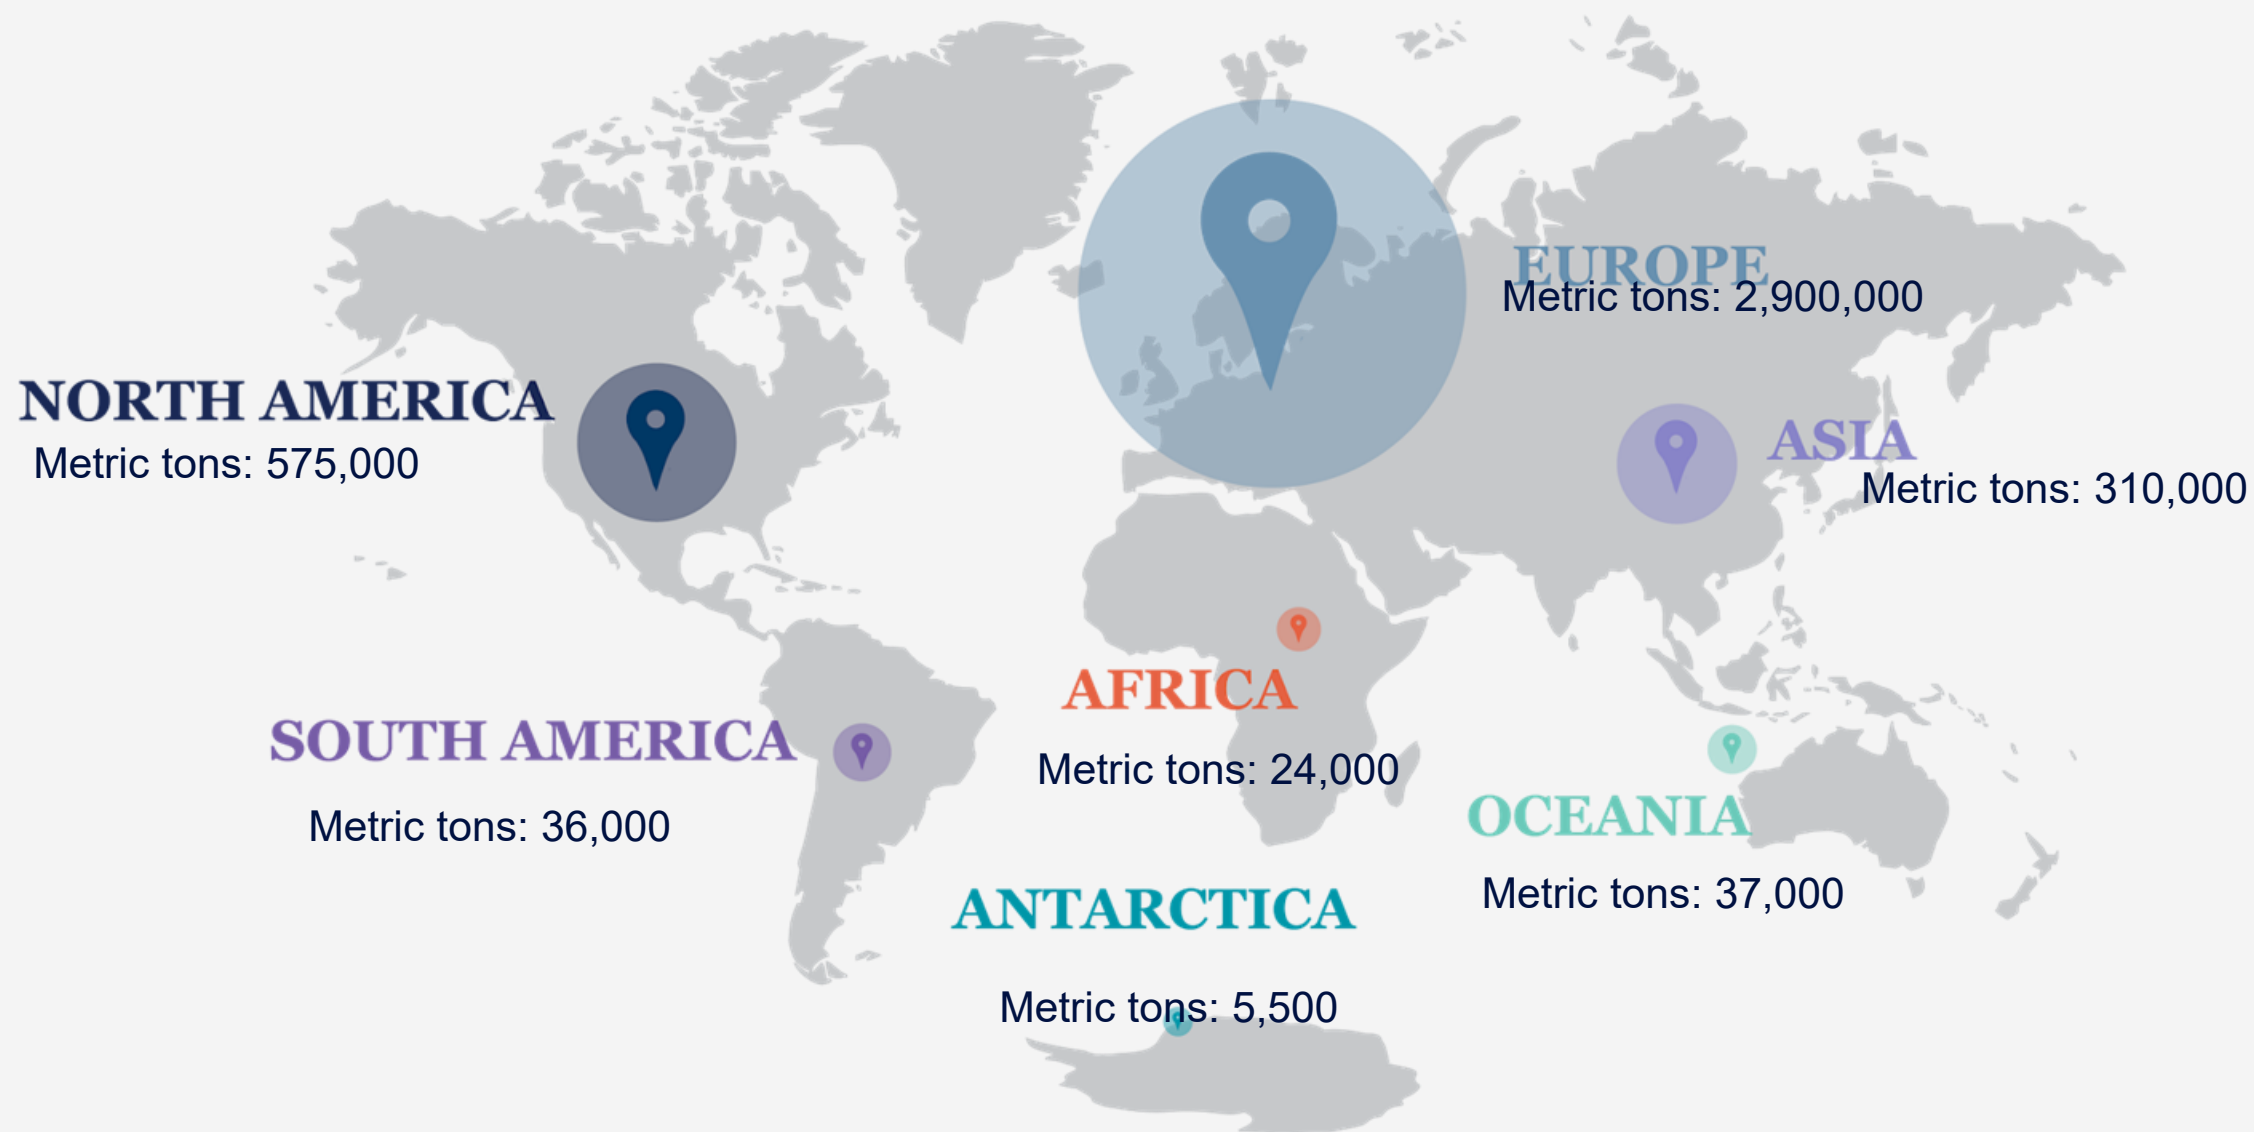 EUROPE
Metric tons: 2,900,000
NORTH AMERICA
Metric tons: 575,000
ASIA
Metric tons: 310,000
AFRICA
Metric tons: 24,000
SOUTH AMERICA
Metric tons: 36,000
OCEANIA
Metric tons: 37,000
ANTARCTICA
Metric tons: 5,500